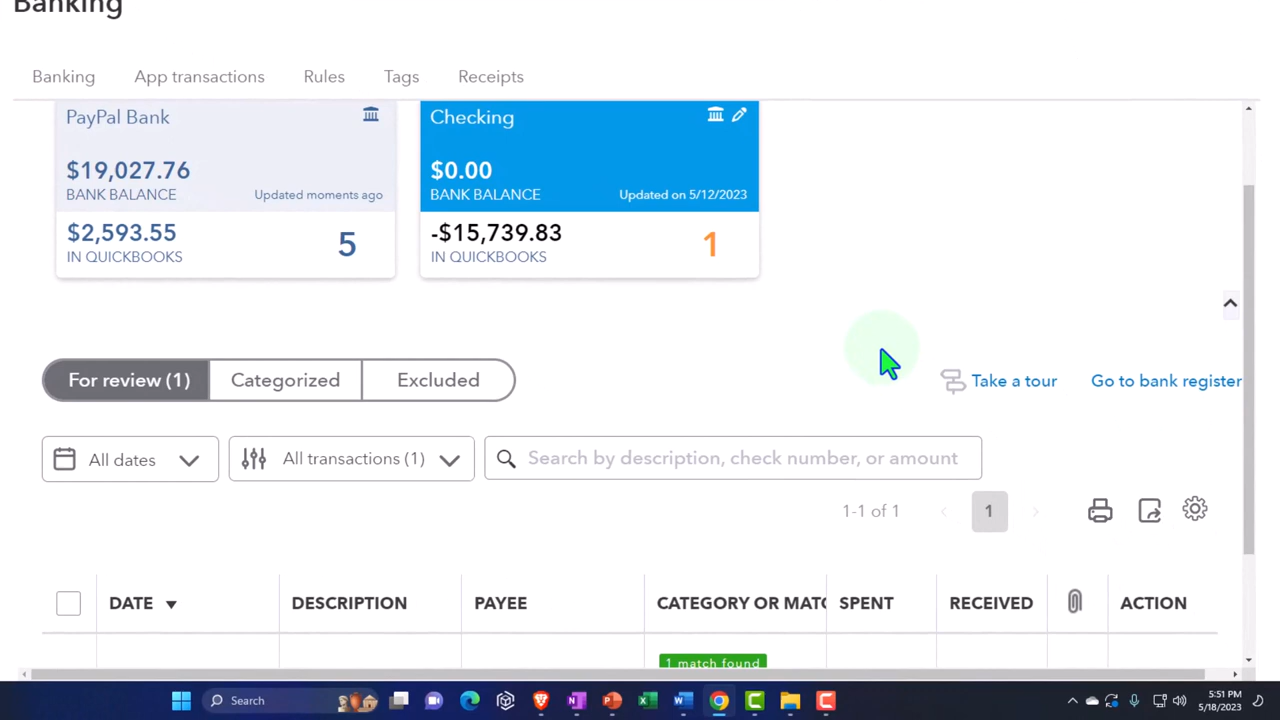 Banking
Banking App transactions Rules Tags Receipts
PayPal Bank
$19,027.76
BANK BALANCE Updated moments ago
$2,593.55
IN QUICKBOOKS
5
Checking
$0.00
BANK BALANCE Updated on 5/12/2023
-$15,739.83
IN QUICKBOOKS
1
For review (1) Categorized Excluded
Take a tour Go to bank register
All dates All transactions (1) Search by description, check number, or amount
1-1 of 1 < 1 >
DATE DESCRIPTION PAYEE CATEGORY OR MATC SPENT RECEIVED ACTION
1 match found
Search
5:51 PM
5/18/2023